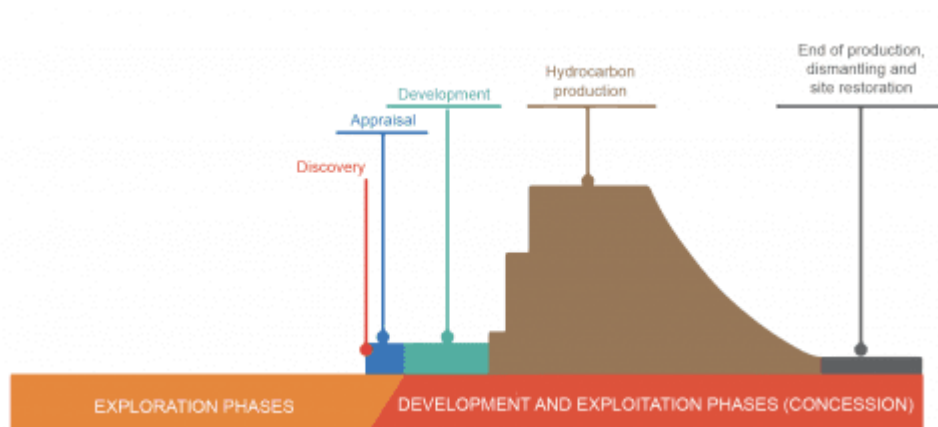 End of production,
dismantling and
site restoration
Hydrocarbon
production
Development
Appraisal
Discovery
EXPLORATION PHASES
DEVELOPMENT AND EXPLOITATION PHASES (CONCESSION)